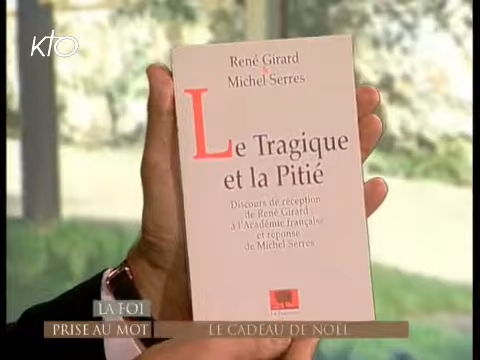 KTO
René Girard
&
Michel Serres
Le Tragique
et la Pitié
Discours de réception
de René Girard
à l'Académie française
et réponse
de Michel Serres
LA FOI
PRISE AU MOT
LE CADEAU DE NOËL